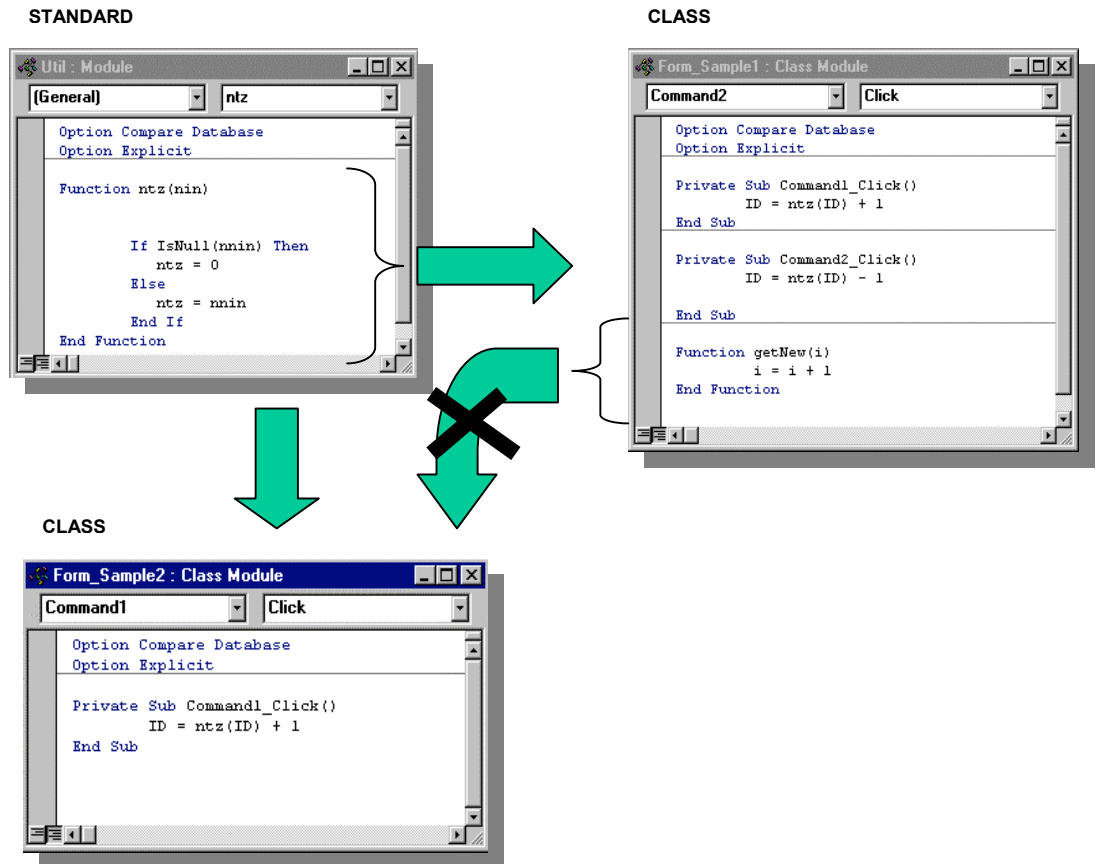 STANDARD
Util : Module
(General)
ntz
Option Compare Database
Option Explicit
Function ntz(nin)
If IsNull(nnin) Then
ntz = 0
Else
ntz = nnin
End If
End Function
CLASS
Form_Sample1 : Class Module
Command2
Click
Option Compare Database
Option Explicit
Private Sub Command1_Click()
ID = ntz(ID) + 1
End Sub
Private Sub Command2_Click()
ID = ntz(ID) - 1
End Sub
Function getNew(i)
i = i + 1
End Function
CLASS
Form_Sample2 : Class Module
Command1
Click
Option Compare Database
Option Explicit
Private Sub Command1_Click()
ID = ntz(ID) + 1
End Sub